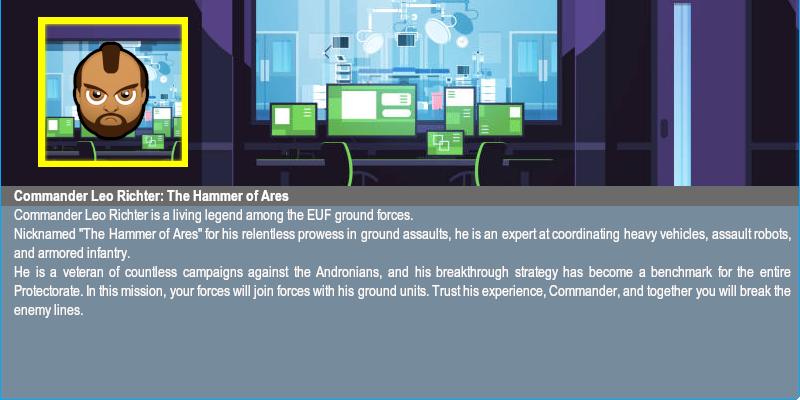 Commander Leo Richter: The Hammer of Ares
Commander Leo Richter is a living legend among the EUF ground forces.
Nicknamed "The Hammer of Ares" for his relentless prowess in ground assaults, he is an expert at coordinating heavy vehicles, assault robots,
and armored infantry.
He is a veteran of countless campaigns against the Andronians, and his breakthrough strategy has become a benchmark for the entire
Protectorate. In this mission, your forces will join forces with his ground units. Trust his experience, Commander, and together you will break the
enemy lines.